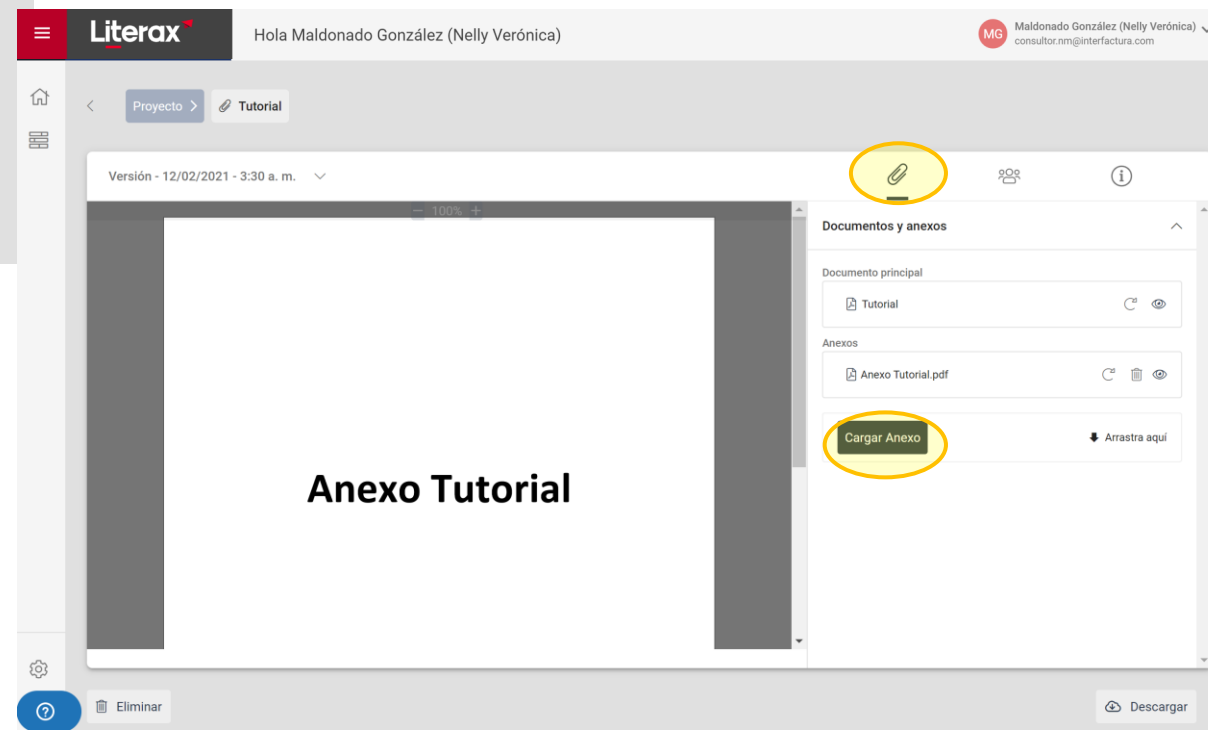 Literax
Hola Maldonado González (Nelly Verónica)
MG
Maldonado González (Nelly Verónica)
consultor.nm@interfactura.com
Proyecto
Tutorial
Versión - 12/02/2021 - 3:30 a. m.
- 100% +
Documentos y anexos
Documento principal
Tutorial
Anexos
Anexo Tutorial.pdf
Cargar Anexo
Arrastra aquí
Anexo Tutorial
Eliminar
Descargar